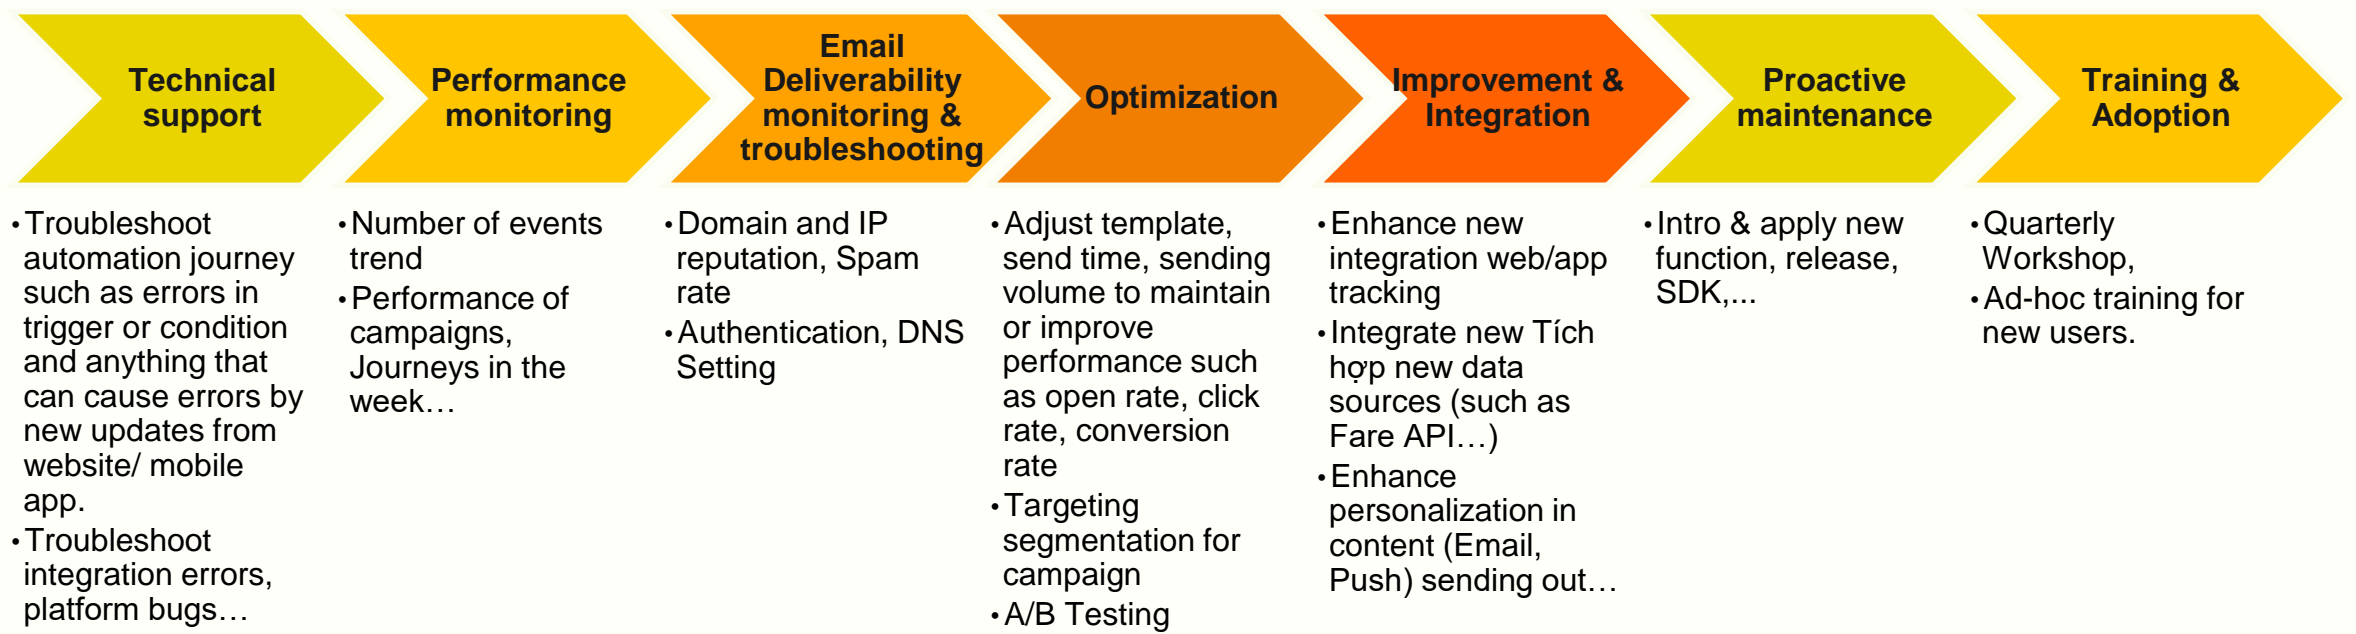 Technical
support
Performance
monitoring
Email
Deliverability
monitoring &
troubleshooting
Optimization
Improvement &
Integration
Proactive
maintenance
Training &
Adoption
•Troubleshoot
automation journey
such as errors in
trigger or condition
and anything that
can cause errors by
new updates from
website/ mobile
app.
•Troubleshoot
integration errors,
platform bugs…
•Number of events
trend
•Performance of
campaigns,
Journeys in the
week…
•Domain and IP
reputation, Spam
rate
•Authentication, DNS
Setting
•Adjust template,
send time, sending
volume to maintain
or improve
performance such
as open rate, click
rate, conversion
rate
•Targeting
segmentation for
campaign
•A/B Testing
•Enhance new
integration web/app
tracking
•Integrate new Tích
hợp new data
sources (such as
Fare API…)
•Enhance
personalization in
content (Email,
Push) sending out…
•Intro & apply new
function, release,
SDK,...
•Quarterly
Workshop,
•Ad-hoc training for
new users.